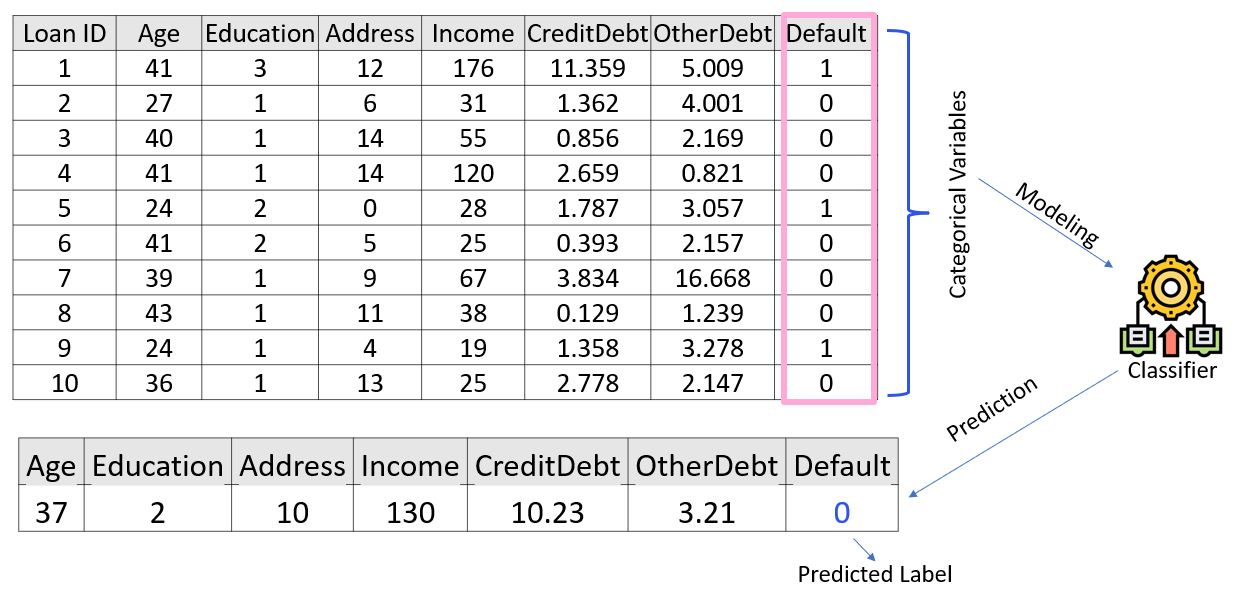 Loan ID Age Education Address Income CreditDebt OtherDebt Default
1 41 3 12 176 11.359 5.009 1
2 27 1 6 31 1.362 4.001 0
3 40 1 14 55 0.856 2.169 0
4 41 1 14 120 2.659 0.821 0
5 24 2 0 28 1.787 3.057 1
6 41 2 5 25 0.393 2.157 0
7 39 1 9 67 3.834 16.668 0
8 43 1 11 38 0.129 1.239 0
9 24 1 4 19 1.358 3.278 1
10 36 1 13 25 2.778 2.147 0
Categorical Variables
Modeling
Classifier
Prediction
Age Education Address Income CreditDebt OtherDebt Default
37 2 10 130 10.23 3.21 0
Predicted Label